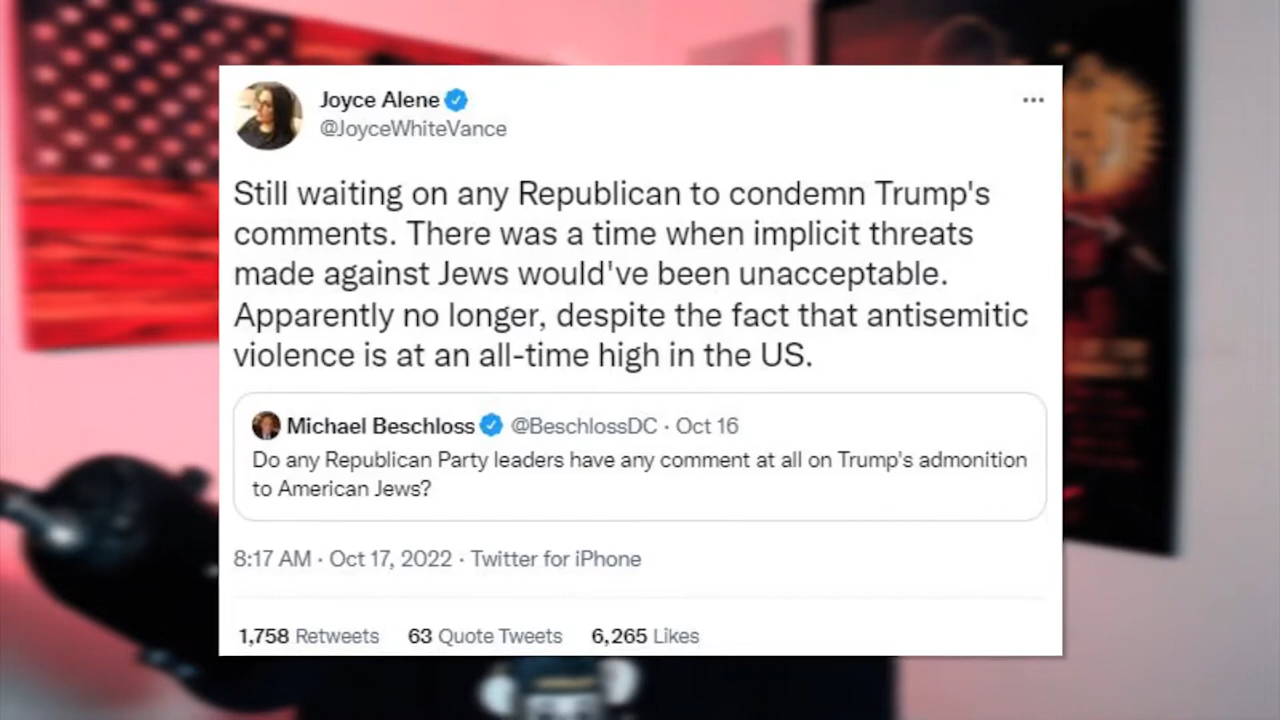 Joyce Alene
@JoyceWhiteVance
Still waiting on any Republican to condemn Trump's
comments. There was a time when implicit threats
made against Jews would've been unacceptable.
Apparently no longer, despite the fact that antisemitic
violence is at an all-time high in the US.
Michael Beschloss @BeschlossDC · Oct 16
Do any Republican Party leaders have any comment at all on Trump's admonition
to American Jews?
8:17 AM · Oct 17, 2022 · Twitter for iPhone
1,758 Retweets 63 Quote Tweets 6,265 Likes